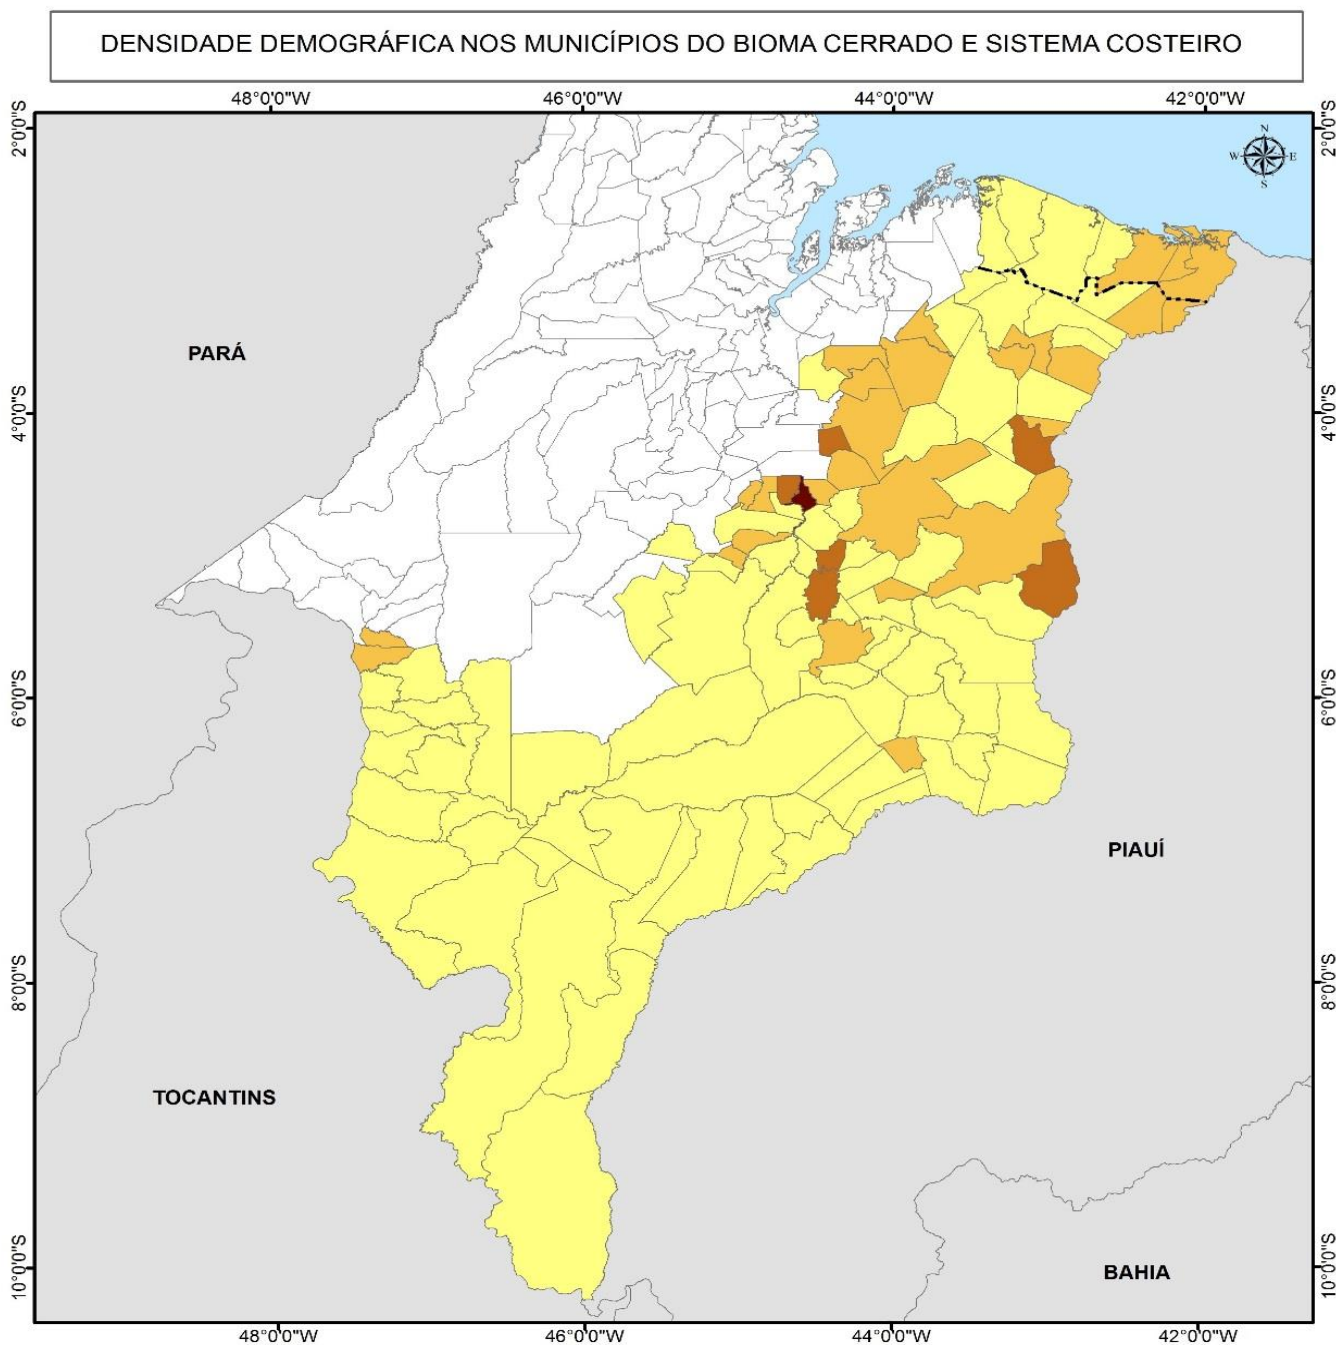 DENSIDADE DEMOGRÁFICA NOS MUNICÍPIOS DO BIOMA CERRADO E SISTEMA COSTEIRO
48°0'0"W 46°0'0"W 44°0'0"W 42°0'0"W
2°0'0"S 2°0'0"S
N
W E
S
PARÁ
4°0'0"S 4°0'0"S
6°0'0"S 6°0'0"S
PIAUÍ
8°0'0"S 8°0'0"S
TOCANTINS
BAHIA
10°0'0"S 10°0'0"S
48°0'0"W 46°0'0"W 44°0'0"W 42°0'0"W